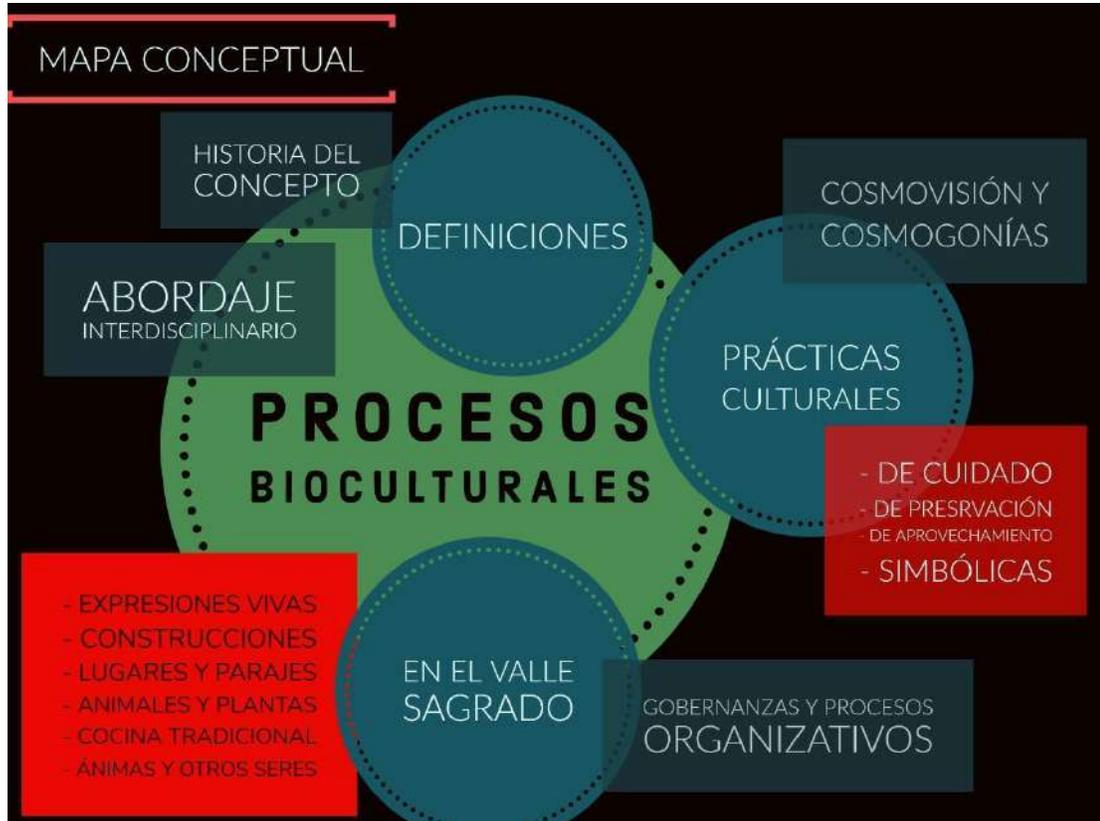 MAPA CONCEPTUAL
HISTORIA DEL
CONCEPTO
ABORDAJE
INTERDISCIPLINARIO
DEFINICIONES
COSMOVISIÓN Y
COSMOGONÍAS
PRÁCTICAS
CULTURALES
- DE CUIDADO
- DE PRESRVACIÓN
- DE APROVECHAMIENTO
- SIMBÓLICAS
PROCESOS
BIOCULTURALES
- EXPRESIONES VIVAS
- CONSTRUCCIONES
- LUGARES Y PARAJES
- ANIMALES Y PLANTAS
- COCINA TRADICIONAL
- ÁNIMAS Y OTROS SERES
EN EL VALLE
SAGRADO
GOBERNANZAS Y PROCESOS
ORGANIZATIVOS